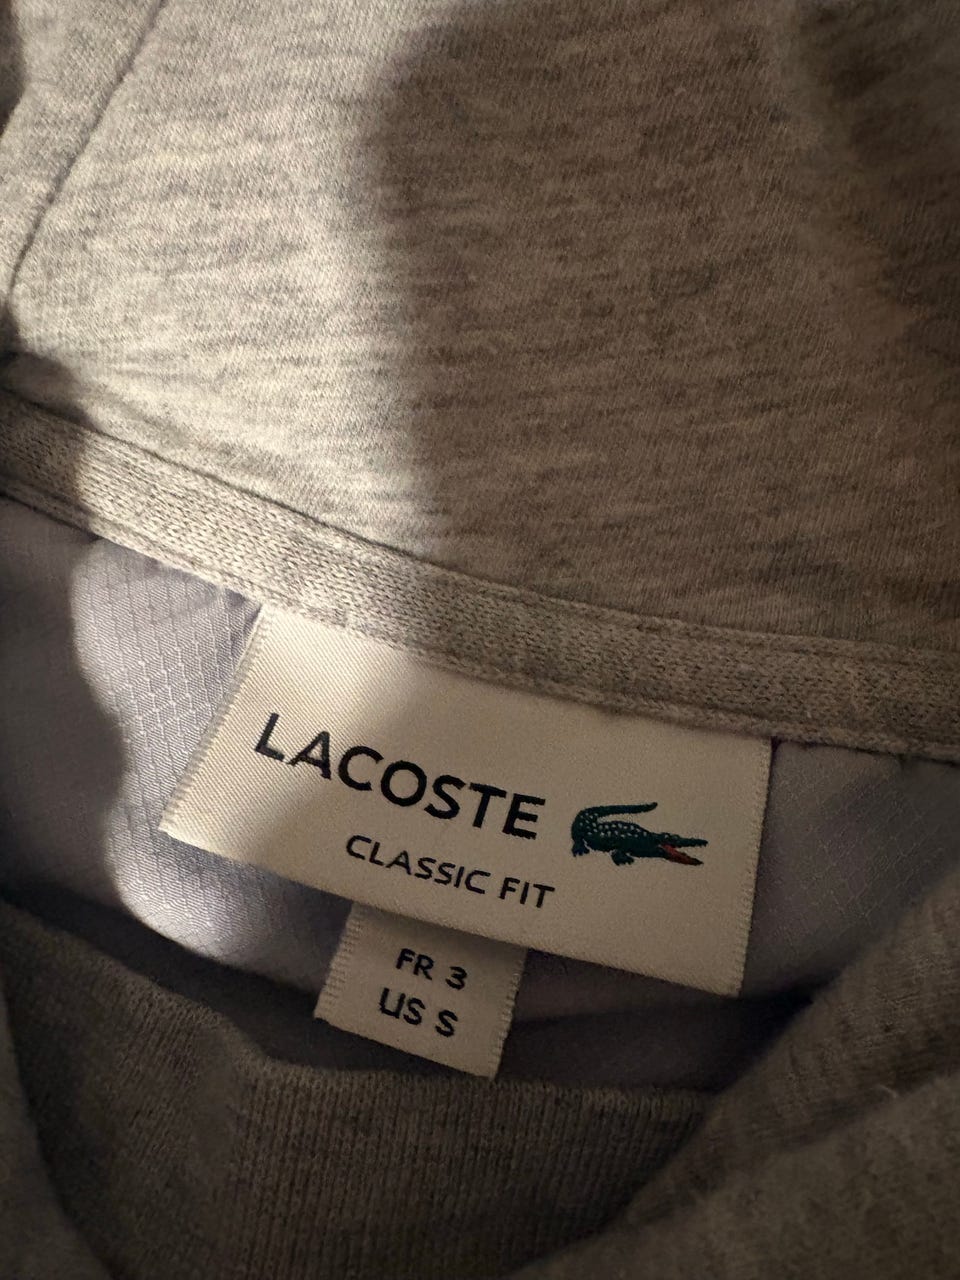 LACOSTE
CLASSIC FIT
FR 3
US S